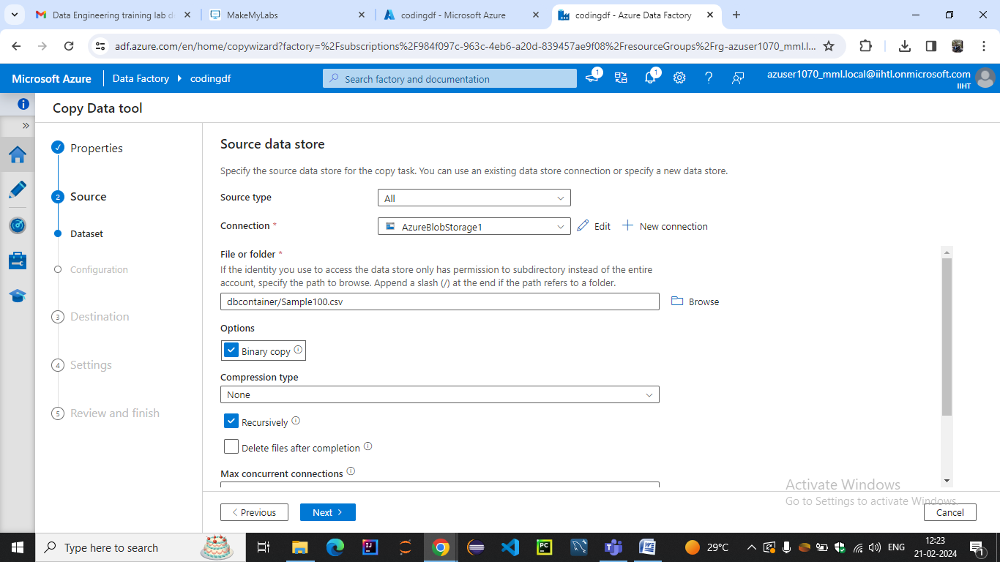 Data Engineering training lab d
MakeMyLabs
codingdf - Microsoft Azure
codingdf - Azure Data Factory
adf.azure.com/en/home/copywizard?factory=%2Fsubscriptions%2F984f097c-963c-4eb6-a20d-839457ae9f08%2FresourceGroups%2Frg-azuser1070_mml.l...
Microsoft Azure
Data Factory
codingdf
Search factory and documentation
1
1
azuser1070_mml.local@iihtl.onmicrosoft.com
IIHT
Copy Data tool
Properties
2 Source
Dataset
Configuration
3 Destination
4 Settings
5 Review and finish
Source data store
Specify the source data store for the copy task. You can use an existing data store connection or specify a new data store.
Source type
All
Connection *
AzureBlobStorage1
Edit
New connection
File or folder *
If the identity you use to access the data store only has permission to subdirectory instead of the entire
account, specify the path to browse. Append a slash (/) at the end if the path refers to a folder.
dbcontainer/Sample100.csv
Browse
Options
Binary copy
Compression type
None
Recursively
Delete files after completion
Max concurrent connections
Activate Windows
Go to Settings to activate Windows.
< Previous
Next >
Cancel
Type here to search
29°C
ENG
12:23
21-02-2024
1